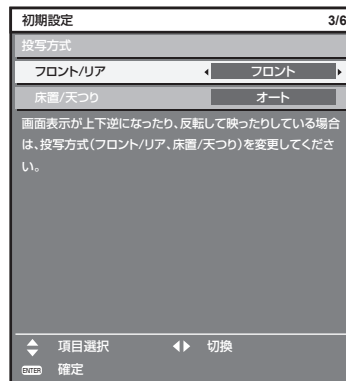 初期設定 3/6
投写方式
フロント/リア フロント
床置/天つり オート
画面表示が上下逆になったり、反転して映ったりしている場合
は、投写方式(フロント/リア、床置/天つり)を変更してくださ
い。
項目選択 切換
ENTER 確定